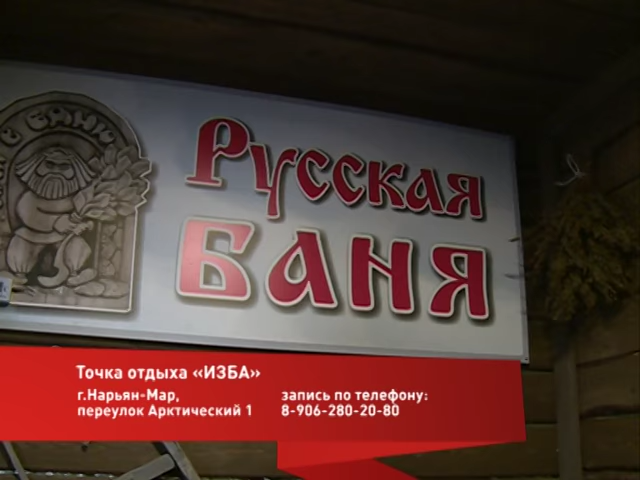 Русская
Баня
Точка отдыха «ИЗБА»
г.Нарьян-Мар,
переулок Арктический 1
запись по телефону:
8-906-280-20-80